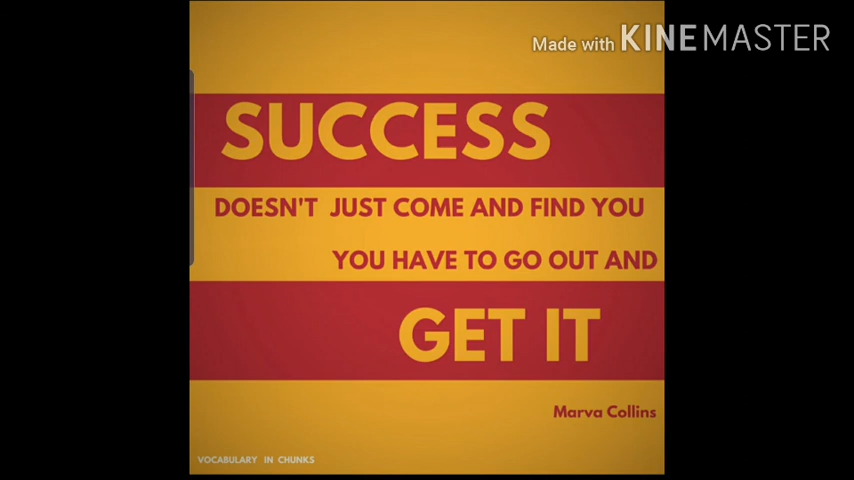 Made with KINEMASTER
SUCCESS
DOESN'T JUST COME AND FIND YOU
YOU HAVE TO GO OUT AND
GET IT
Marva Collins
VOCABULARY IN CHUNKS